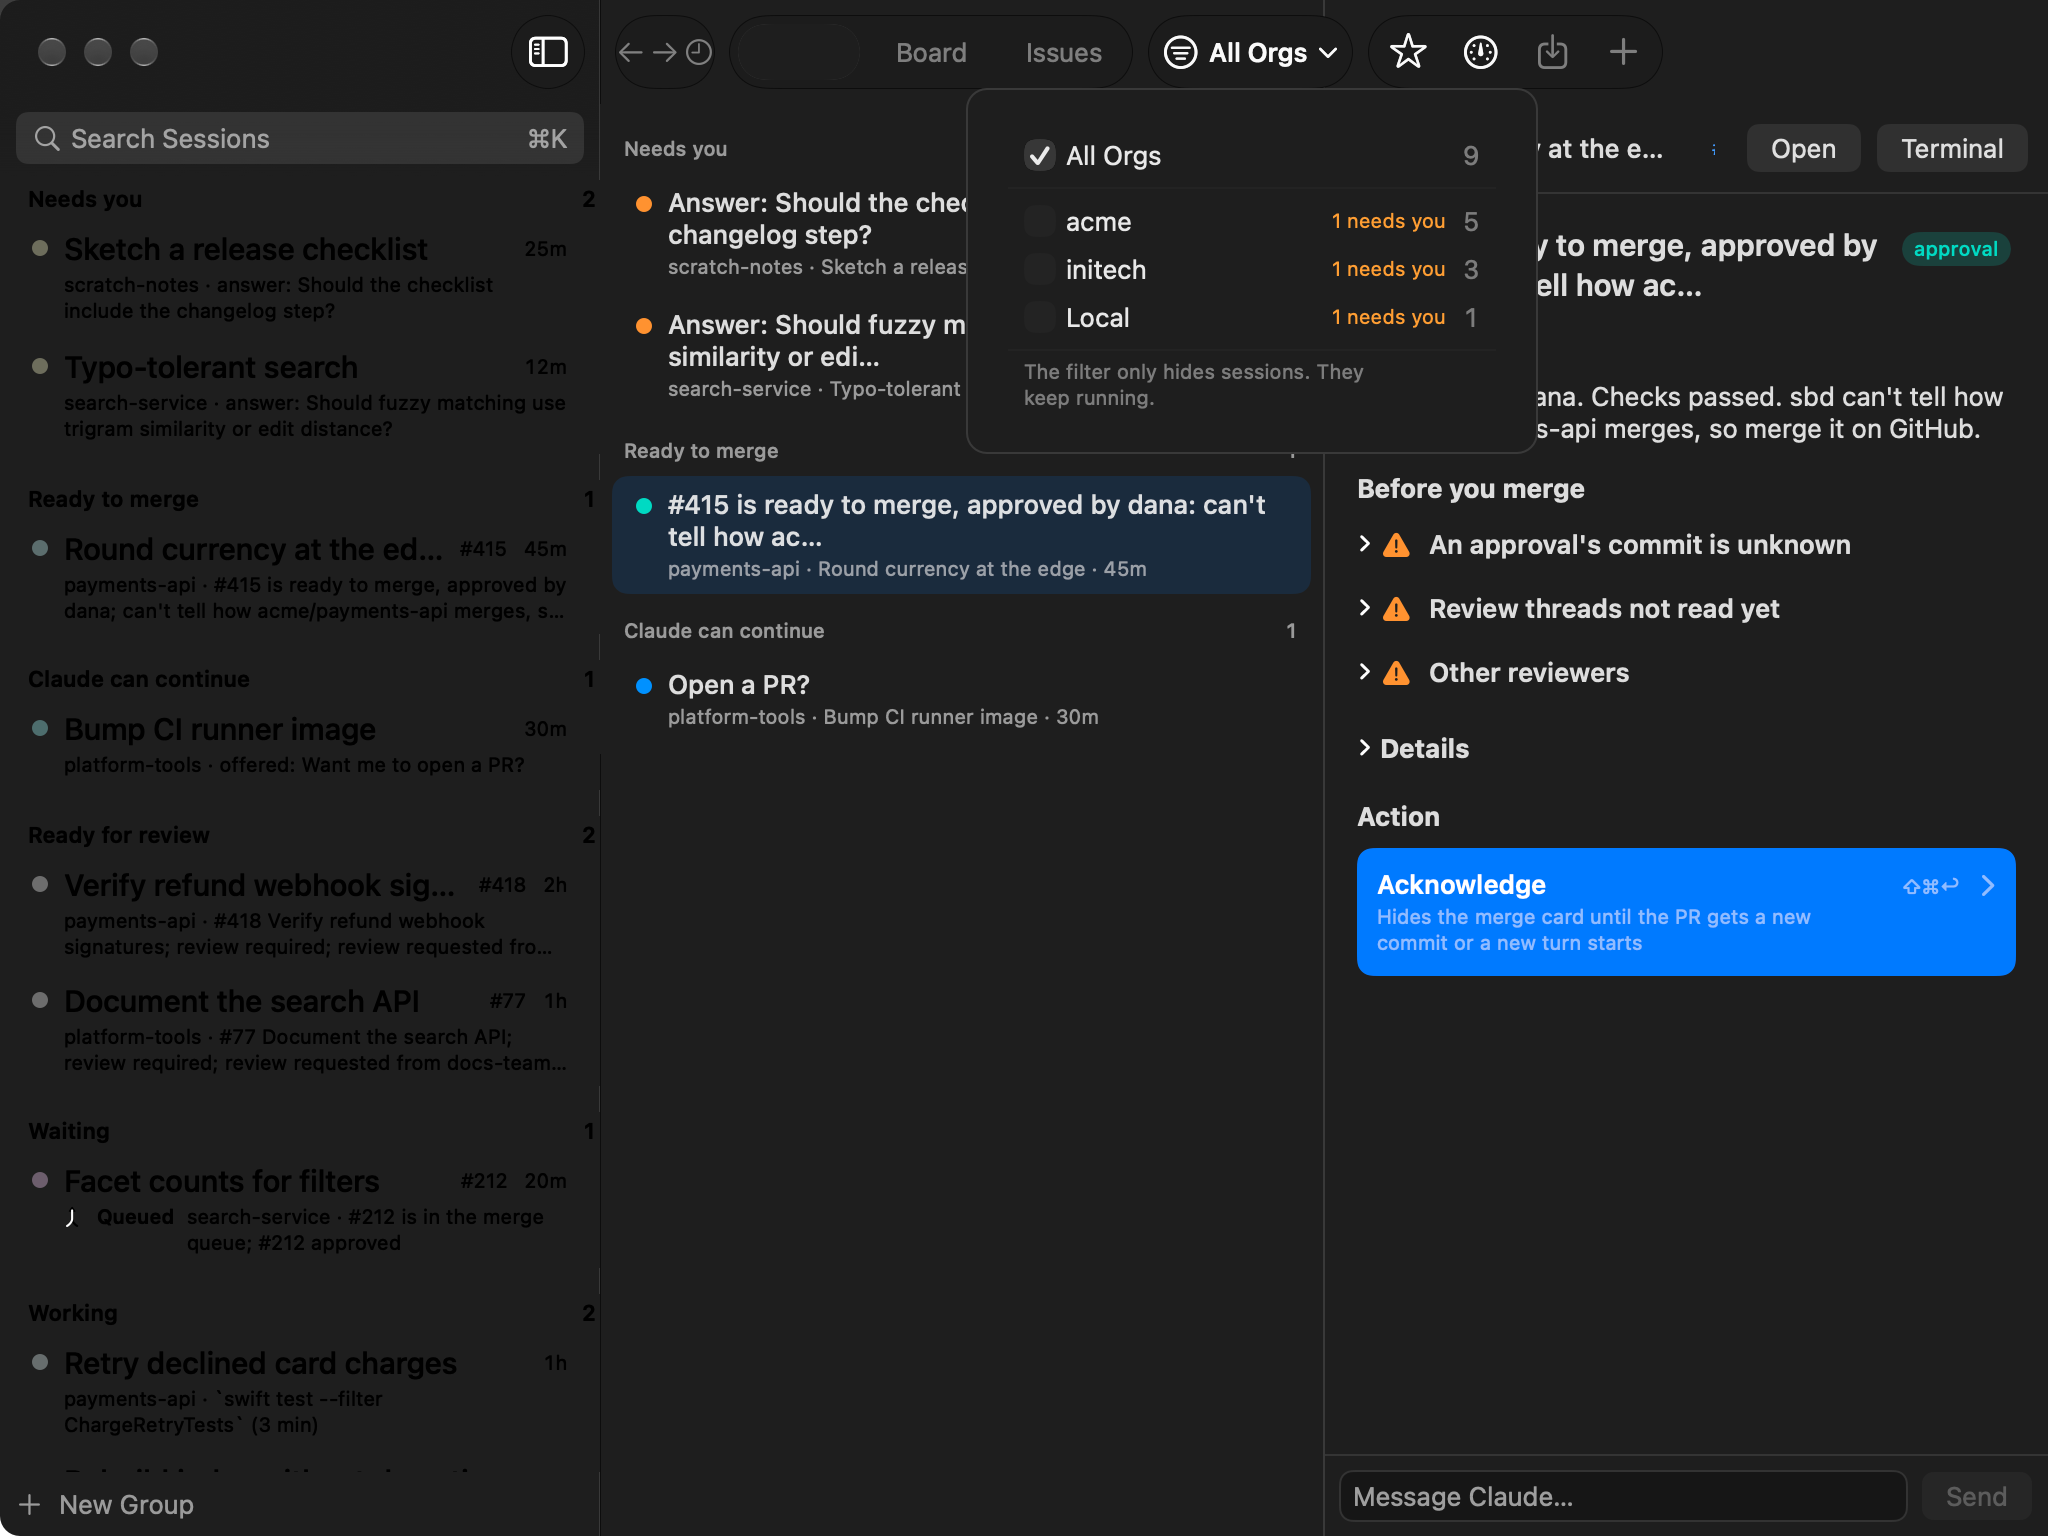 Board
Issues
All Orgs
Search Sessions
⌘K
Needs you
2
Sketch a release checklist
25m
scratch-notes · answer: Should the checklist
include the changelog step?
Typo-tolerant search
12m
search-service · answer: Should fuzzy matching use
trigram similarity or edit distance?
Ready to merge
1
Round currency at the ed...
#415
45m
payments-api · #415 is ready to merge, approved by
dana; can't tell how acme/payments-api merges, s...
Claude can continue
1
Bump CI runner image
30m
platform-tools · offered: Want me to open a PR?
Ready for review
2
Verify refund webhook sig...
#418
2h
payments-api · #418 Verify refund webhook
signatures; review required; review requested fro...
Document the search API
#77
1h
platform-tools · #77 Document the search API;
review required; review requested from docs-team...
Waiting
1
Facet counts for filters
#212
20m
Queued
search-service · #212 is in the merge
queue; #212 approved
Working
2
Retry declined card charges
1h
payments-api · `swift test --filter
ChargeRetryTests` (3 min)
New Group
Needs you
Answer: Should the chec
changelog step?
scratch-notes · Sketch a releas
Answer: Should fuzzy m
similarity or edi...
search-service · Typo-tolerant
Ready to merge
#415 is ready to merge, approved by dana: can't
tell how ac...
payments-api · Round currency at the edge · 45m
Claude can continue
1
Open a PR?
platform-tools · Bump CI runner image · 30m
All Orgs
9
acme
1 needs you
5
initech
1 needs you
3
Local
1 needs you
1
The filter only hides sessions. They
keep running.
at the e...
Open
Terminal
y to merge, approved by
approval
ell how ac...
ana. Checks passed. sbd can't tell how
s-api merges, so merge it on GitHub.
Before you merge
An approval's commit is unknown
Review threads not read yet
Other reviewers
Details
Action
Acknowledge
⇧⌘↩
Hides the merge card until the PR gets a new
commit or a new turn starts
Message Claude...
Send